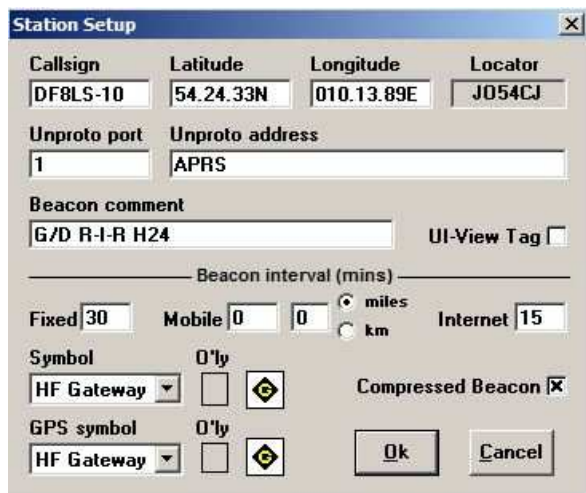 Station Setup
Callsign Latitude Longitude Locator
DF8LS-10 54.24.33N 010.13.89E JO54CJ
Unproto port Unproto address
1 APRS
Beacon comment
G/D R-I-R H24 UI-View Tag
Beacon interval (mins)
Fixed 30 Mobile 0 0 miles km Internet 15
Symbol O'ly
HF Gateway G Compressed Beacon
GPS symbol O'ly
HF Gateway G Ok Cancel